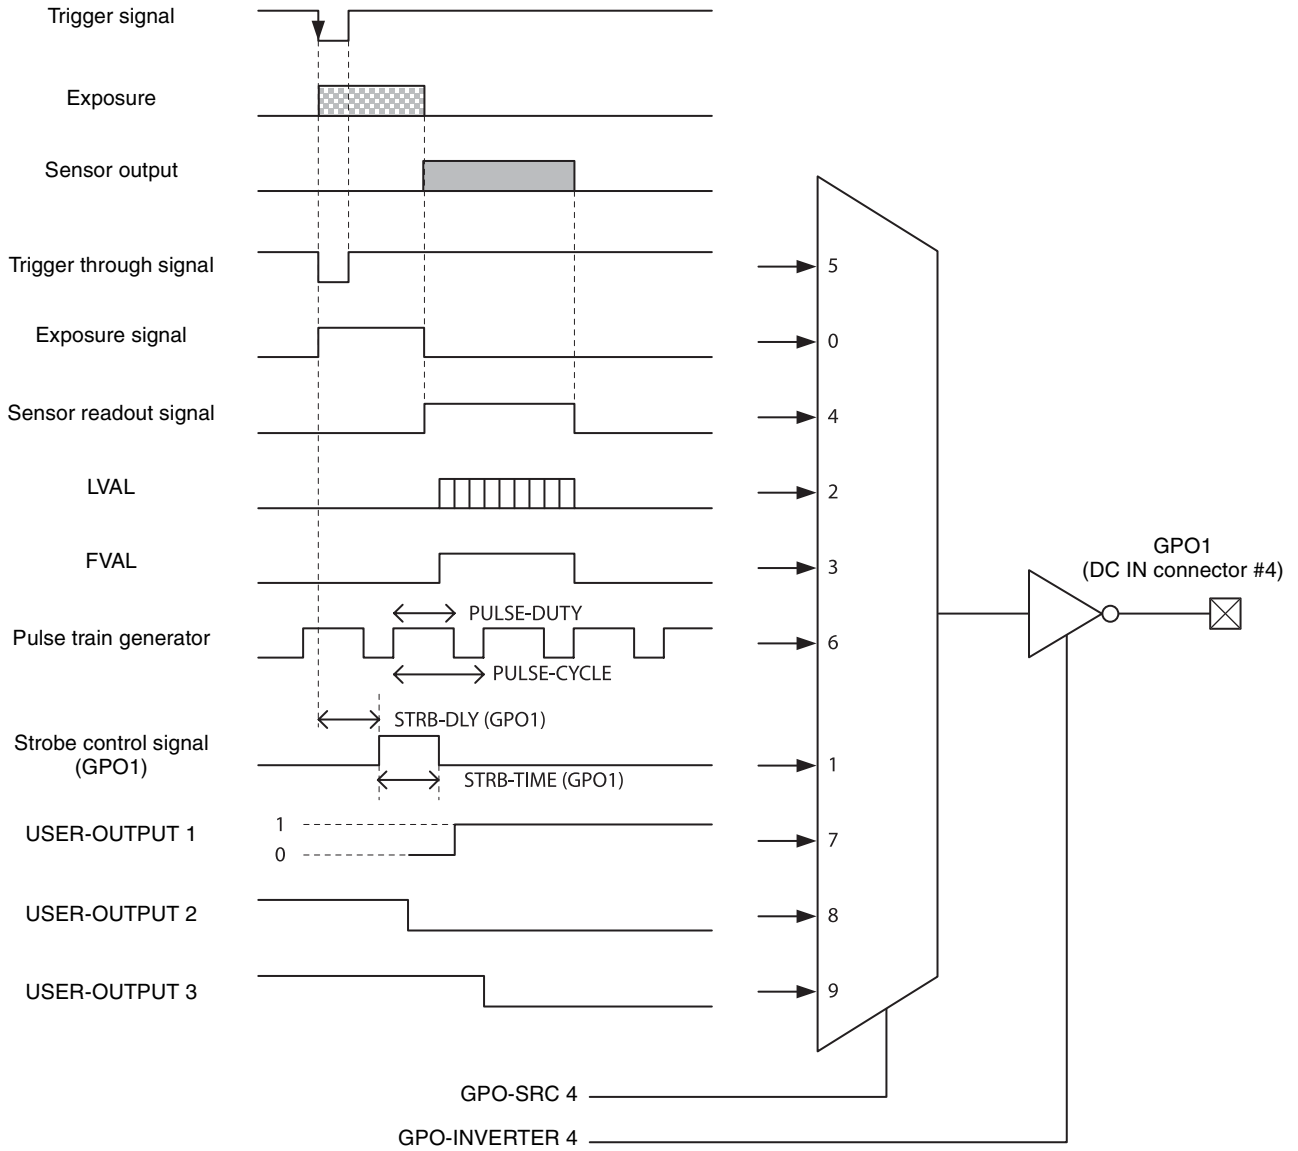 Trigger signal
Exposure
Sensor output
Trigger through signal
5
Exposure signal
0
Sensor readout signal
4
LVAL
2
FVAL
3
GPO1
(DC IN connector #4)
PULSE-DUTY
Pulse train generator
6
PULSE-CYCLE
STRB-DLY (GPO1)
Strobe control signal
(GPO1)
1
STRB-TIME (GPO1)
USER-OUTPUT 1
1
0
7
USER-OUTPUT 2
8
USER-OUTPUT 3
9
GPO-SRC 4
GPO-INVERTER 4